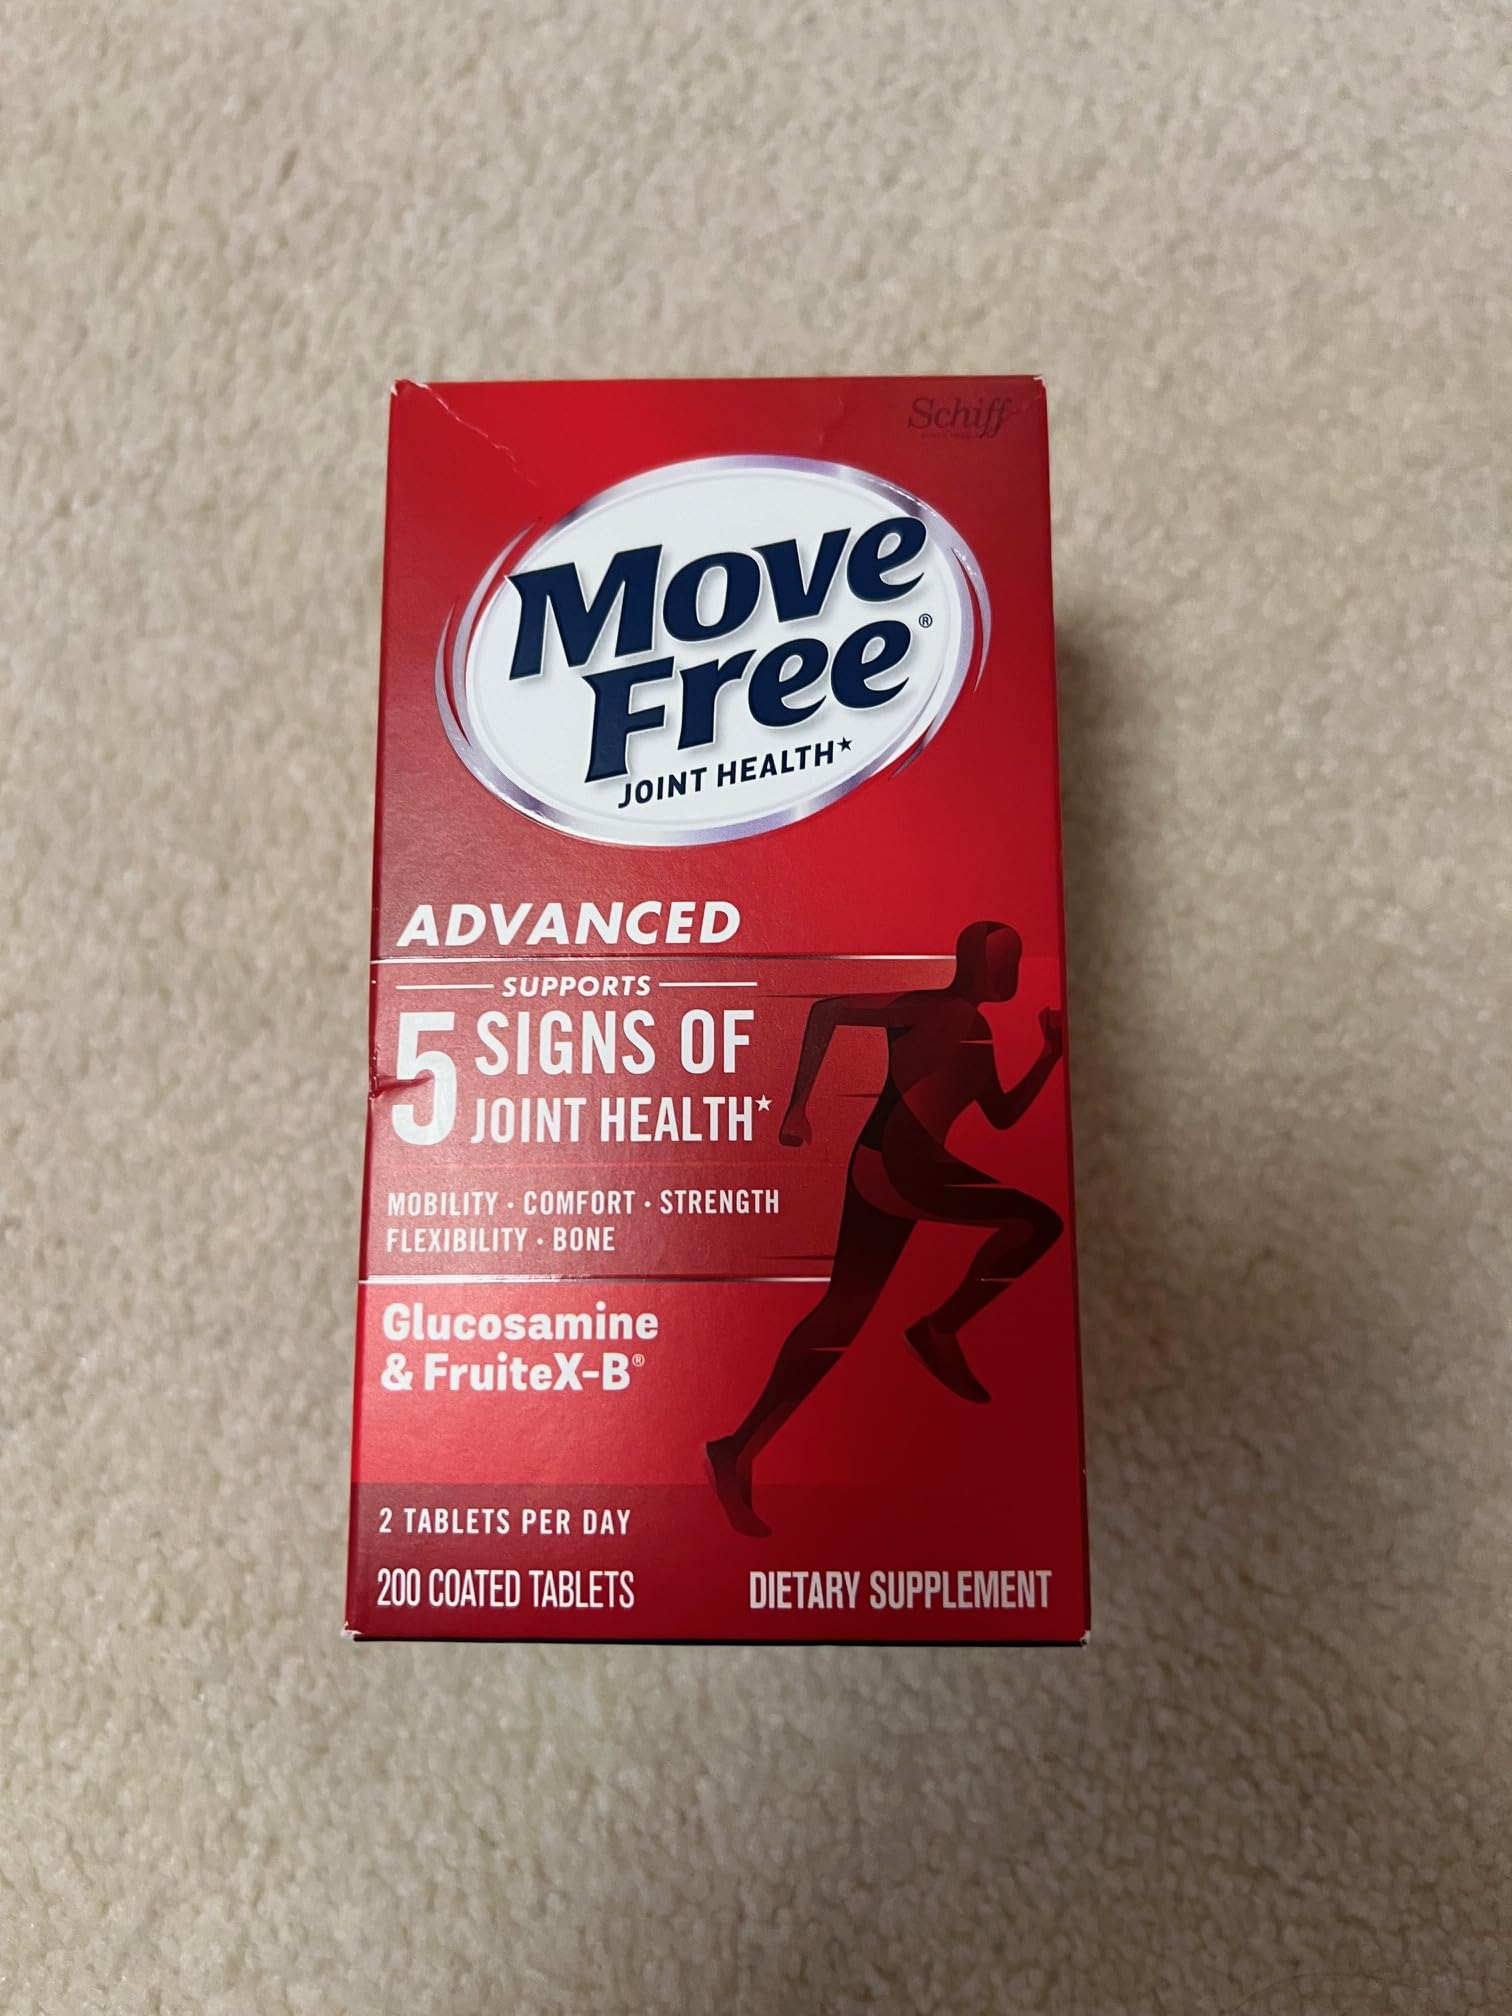 Schiff
Move
Free®
JOINT HEALTH★
ADVANCED
SUPPORTS
5 SIGNS OF
JOINT HEALTH★
MOBILITY · COMFORT · STRENGTH
FLEXIBILITY · BONE
Glucosamine
& FruiteX-B®
2 TABLETS PER DAY
200 COATED TABLETS
DIETARY SUPPLEMENT